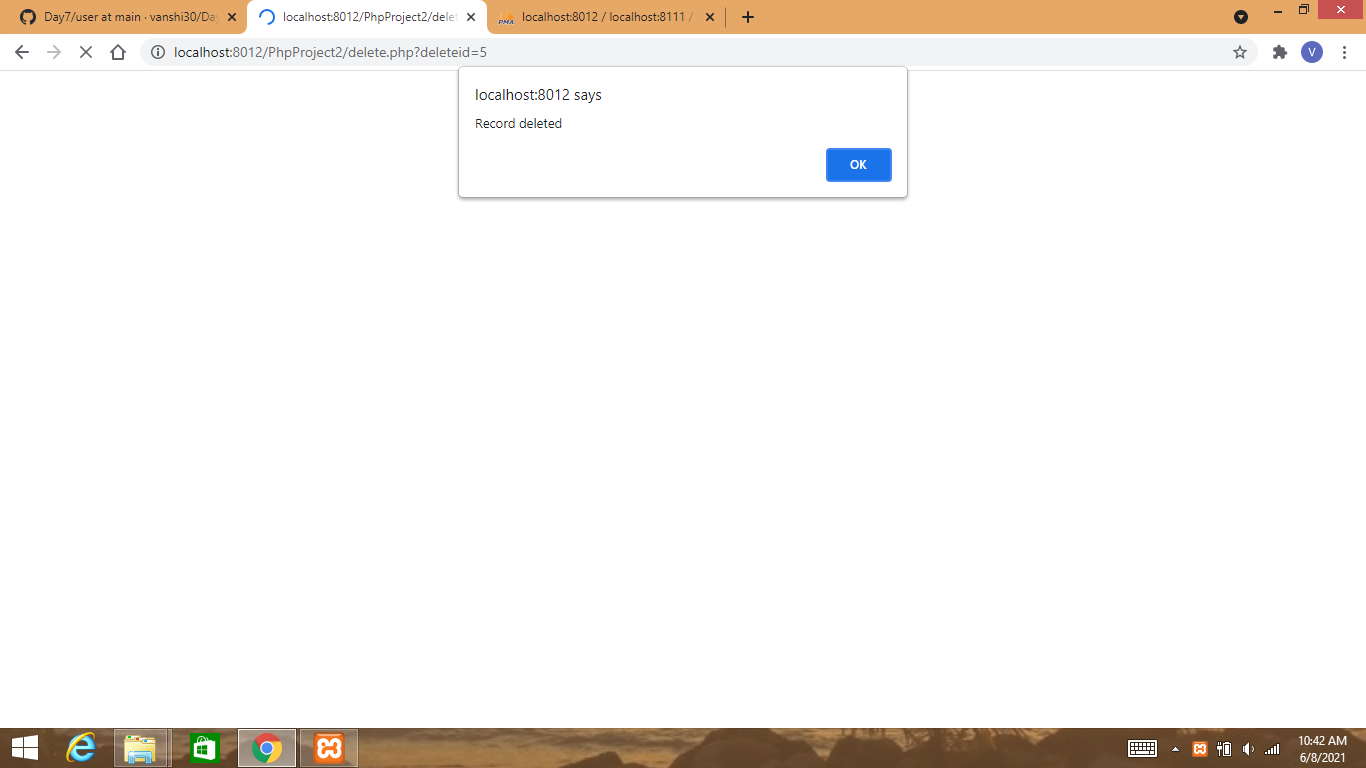 Day7/user at main · vanshi30/Da
localhost:8012/PhpProject2/delet
PMA
localhost:8012 / localhost:8111 /
localhost:8012/PhpProject2/delete.php?deleteid=5
V
localhost:8012 says
Record deleted
OK
10:42 AM
6/8/2021